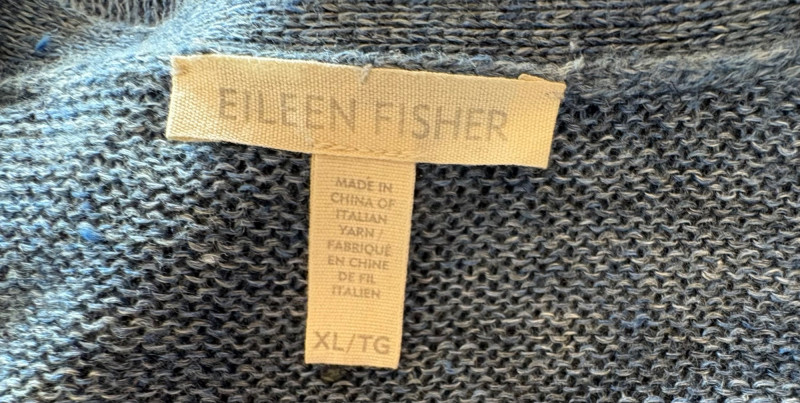 EILEEN FISHER
MADE IN
CHINA OF
ITALIAN
YARN /
FABRIQUÉ
EN CHINE
DE FIL
ITALIEN
XL/TG